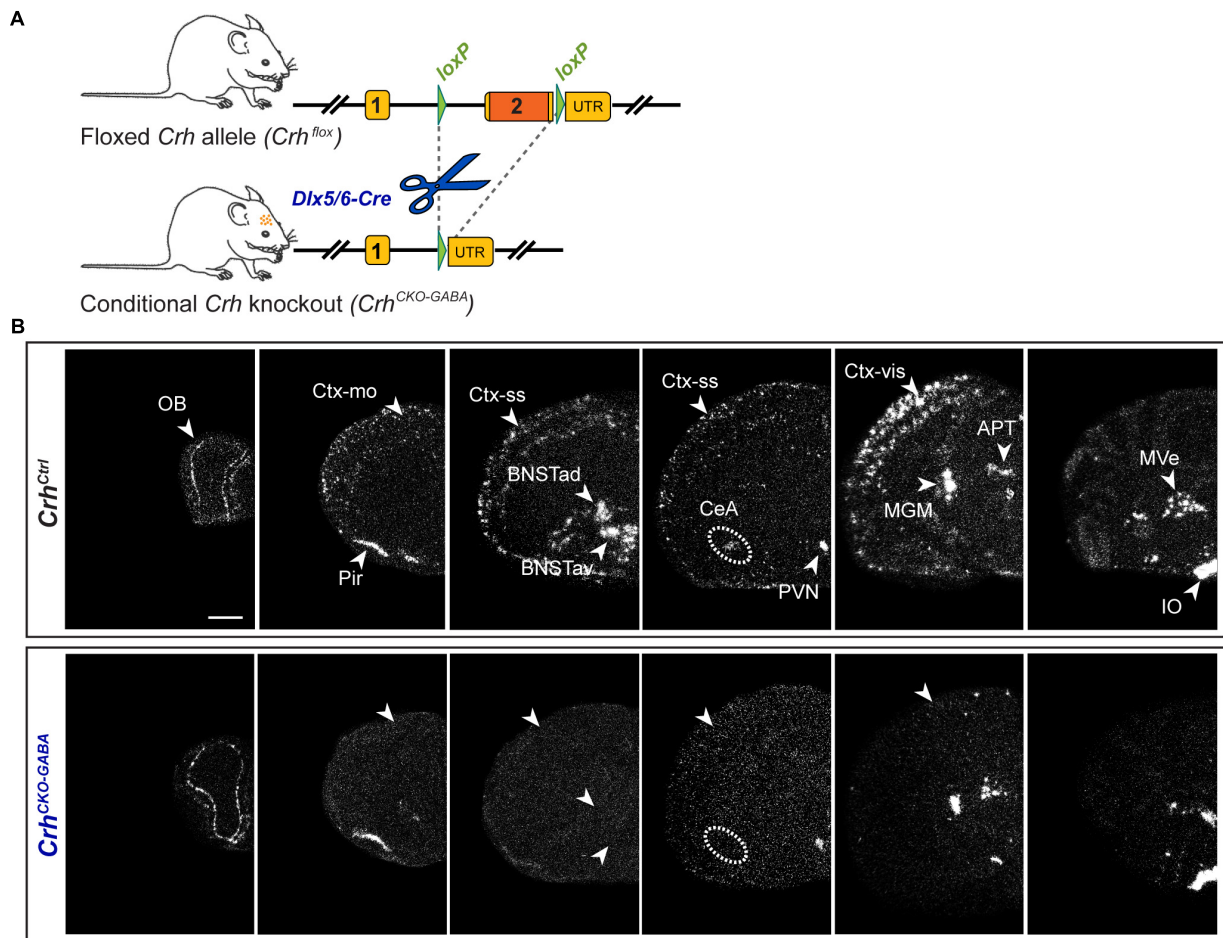 A
loxP loxP
1 2 UTR
Floxed Crh allele (Crh^flox)
Dlx5/6-Cre
1 UTR
Conditional Crh knockout (Crh^CKO-GABA)
B
Crh^Ctrl
OB
Ctx-mo
Pir
Ctx-ss
BNSTad
BNSTav
Ctx-ss
CeA
PVN
Ctx-vis
APT
MGM
MVe
IO
Crh^CKO-GABA